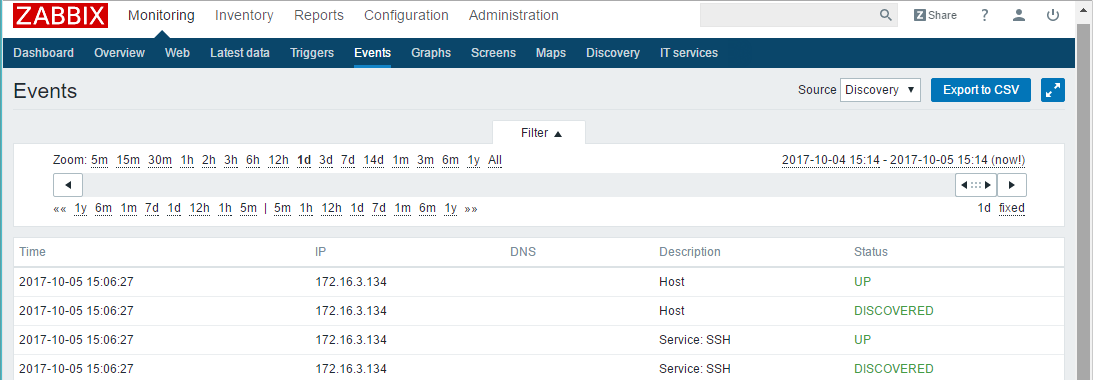 ZABBIX Monitoring Inventory Reports Configuration Administration Z Share ?
Dashboard Overview Web Latest data Triggers Events Graphs Screens Maps Discovery IT services
Events Source Discovery ▼ Export to CSV
Filter ▲
Zoom: 5m 15m 30m 1h 2h 3h 6h 12h 1d 3d 7d 14d 1m 3m 6m 1y All 2017-10-04 15:14 - 2017-10-05 15:14 (now!)
«« 1y 6m 1m 7d 1d 12h 1h 5m | 5m 1h 12h 1d 7d 1m 6m 1y »» 1d fixed
Time IP DNS Description Status
2017-10-05 15:06:27 172.16.3.134 Host UP
2017-10-05 15:06:27 172.16.3.134 Host DISCOVERED
2017-10-05 15:06:27 172.16.3.134 Service: SSH UP
2017-10-05 15:06:27 172.16.3.134 Service: SSH DISCOVERED